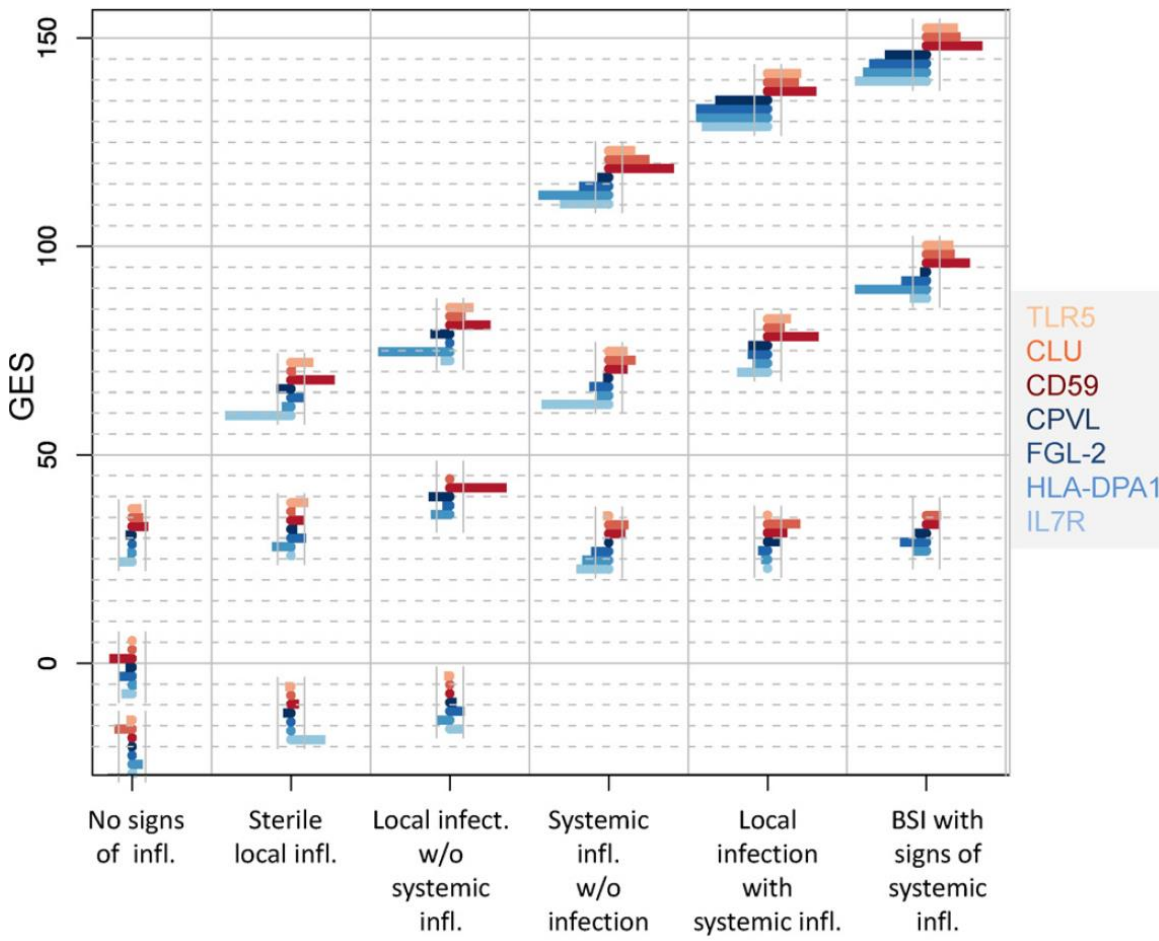 150
100
50
0
GES
TLR5
CLU
CD59
CPVL
FGL-2
HLA-DPA1
IL7R
No signs
of infl.
Sterile
local infl.
Local infect.
w/o
systemic
infl.
Systemic
infl.
w/o
infection
Local
infection
with
systemic infl.
BSI with
signs of
systemic
infl.